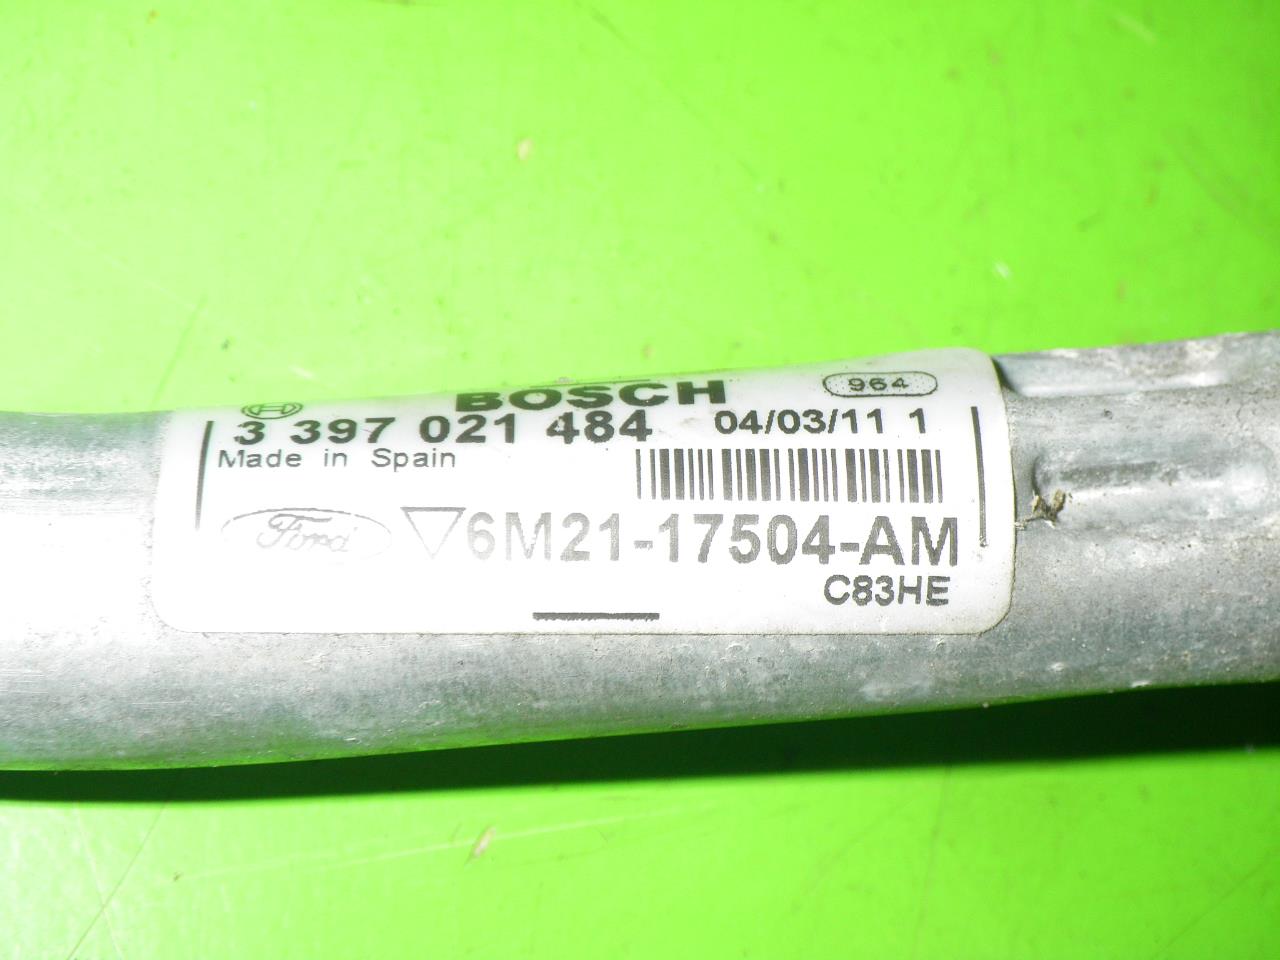 BOSCH 964
3 397 021 484 04/03/11 1
Made in Spain
Ford 6M21-17504-AM
C83HE